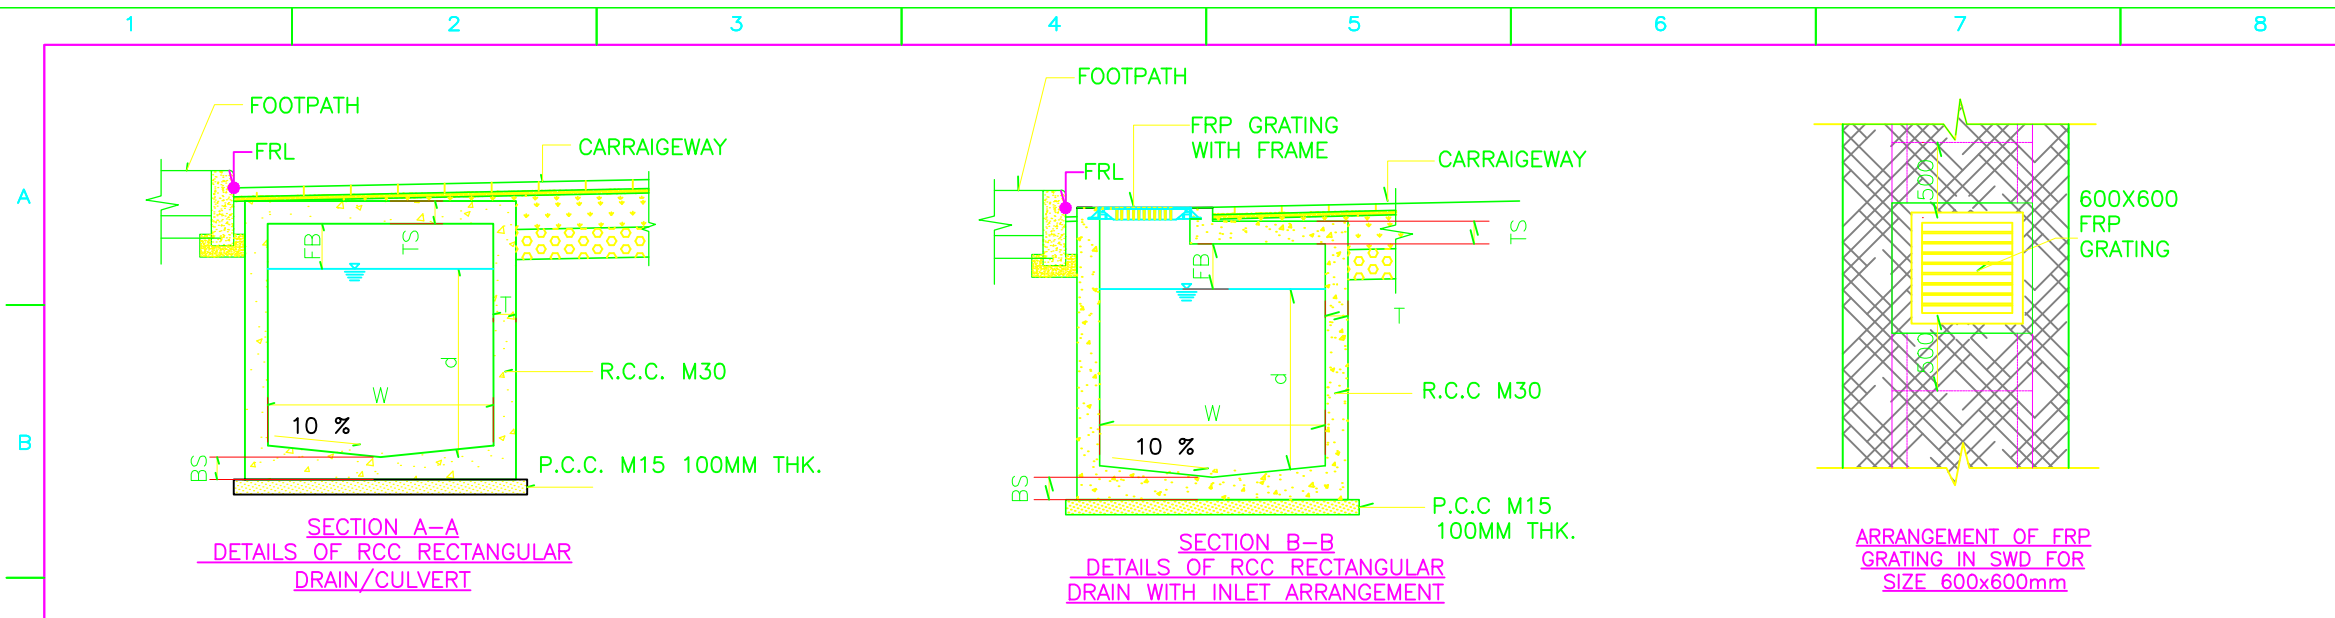 1 2 3 4 5 6 7 8
A
B
FOOTPATH
FRL
CARRAIGEWAY
FB
TS
T
d
W
10 %
BS
R.C.C. M30
P.C.C. M15 100MM THK.
SECTION A-A
DETAILS OF RCC RECTANGULAR
DRAIN/CULVERT
FOOTPATH
FRP GRATING
WITH FRAME
FRL
CARRAIGEWAY
TS
FB
T
d
W
10 %
BS
R.C.C M30
P.C.C M15
100MM THK.
SECTION B-B
DETAILS OF RCC RECTANGULAR
DRAIN WITH INLET ARRANGEMENT
500
600X600
FRP
GRATING
500
ARRANGEMENT OF FRP
GRATING IN SWD FOR
SIZE 600x600mm